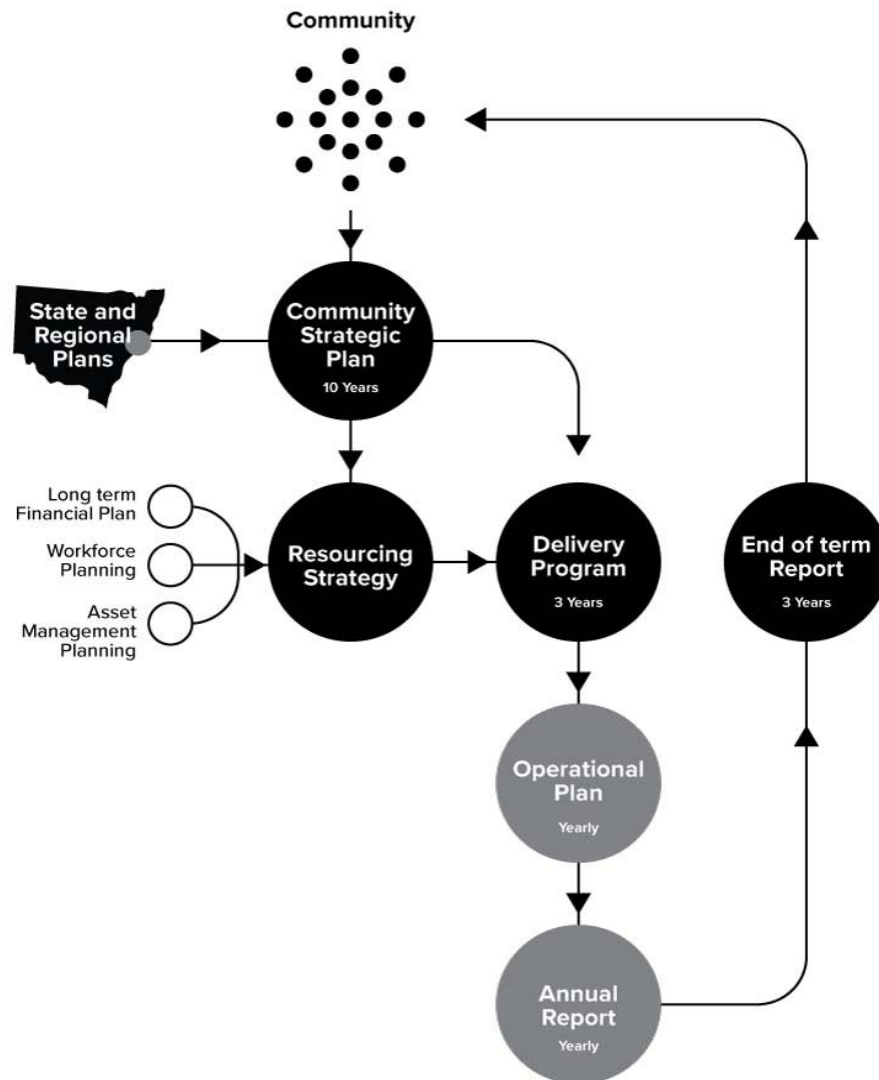 Community
State and
Regional
Plans
Community
Strategic
Plan
10 Years
Long term
Financial Plan
Workforce
Planning
Asset
Management
Planning
Resourcing
Strategy
Delivery
Program
3 Years
End of term
Report
3 Years
Operational
Plan
Yearly
Annual
Report
Yearly